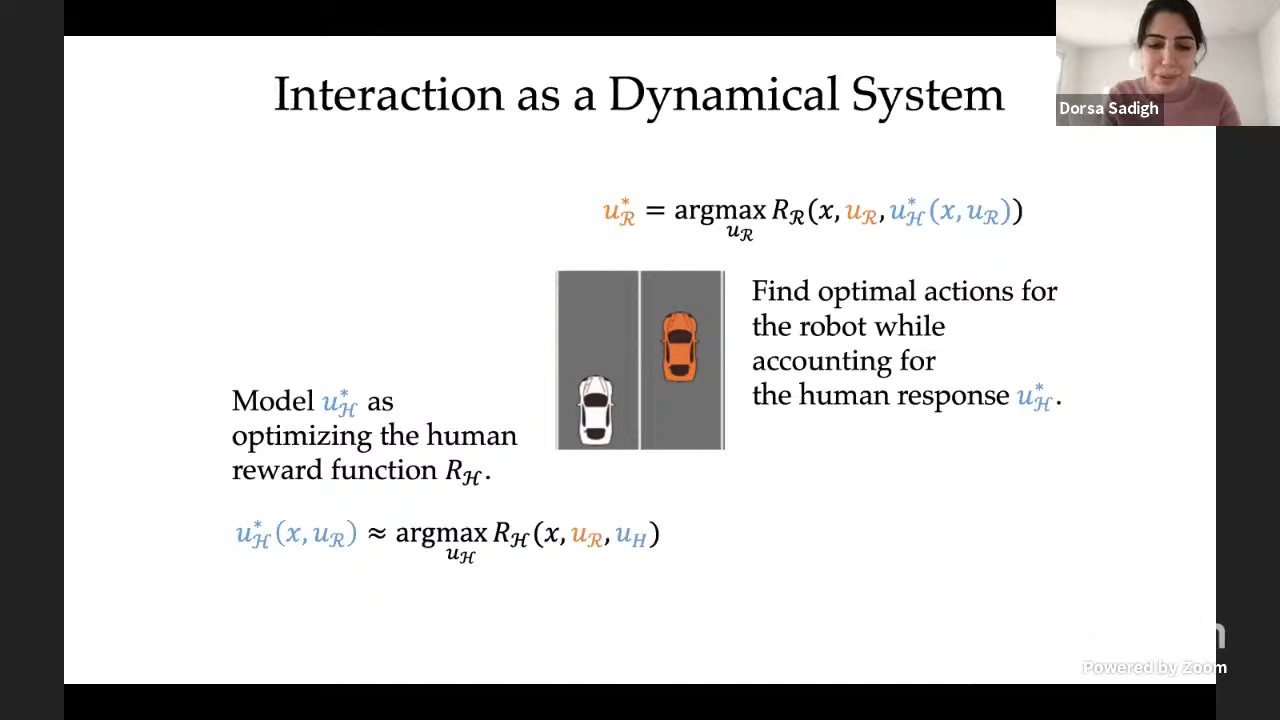 Interaction as a Dynamical System
Dorsa Sadigh
u*_ℛ = argmax_{u_ℛ} R_ℛ(x, u_ℛ, u*_ℋ(x, u_ℛ))
Find optimal actions for
the robot while
accounting for
the human response u*_ℋ.
Model u*_ℋ as
optimizing the human
reward function R_ℋ.
u*_ℋ(x, u_ℛ) ≈ argmax_{u_ℋ} R_ℋ(x, u_ℛ, u_H)
Powered by Zoom